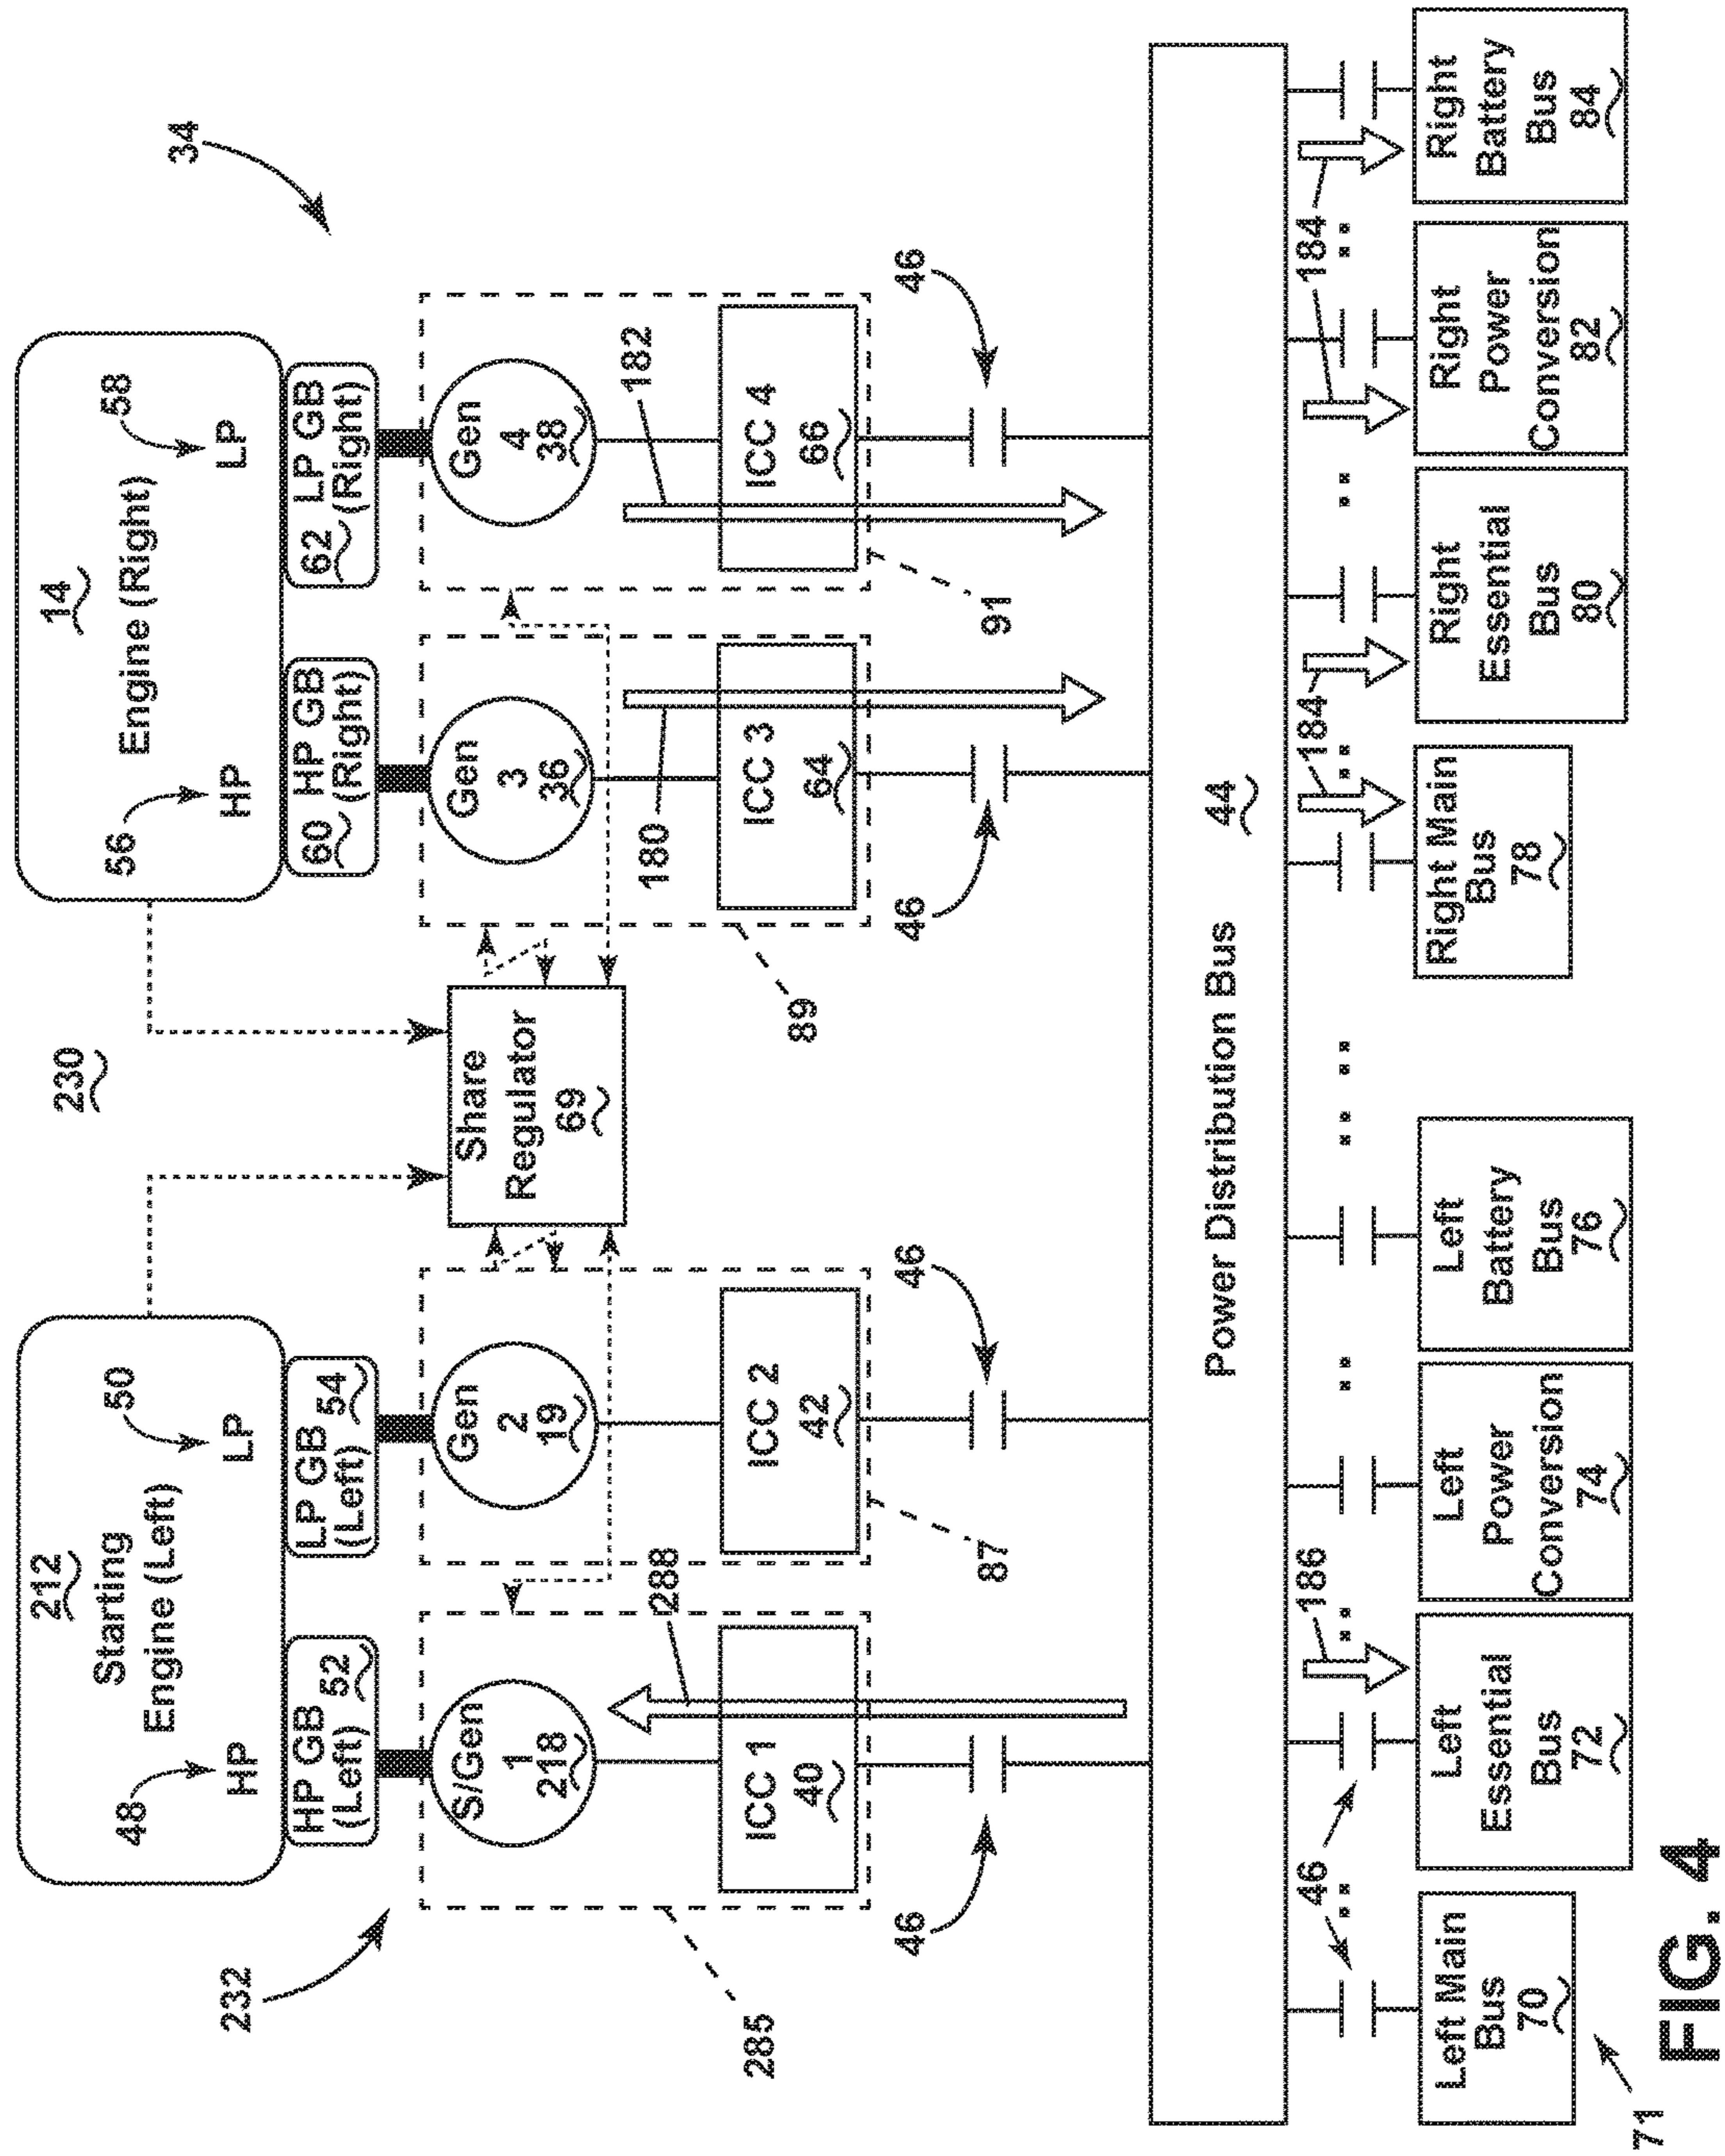 230
232
34
212
Starting
Engine (Left)
48
HP
50
LP
14
Engine (Right)
56
HP
58
LP
HP GB
(Left)
52
LP GB
(Left)
54
60
HP GB
(Right)
62
LP GB
(Right)
S/Gen
1
218
Gen
2
19
Share
Regulator
69
Gen
3
36
Gen
4
38
288
180
182
ICC 1
40
ICC 2
42
ICC 3
64
ICC 4
66
285
87
89
91
46
46
46
46
Power Distribution Bus
44
46
186
184
184
Left Main
Bus
70
Left
Essential
Bus
72
Left
Power
Conversion
74
Left
Battery
Bus
76
Right Main
Bus
78
Right
Essential
Bus
80
Right
Power
Conversion
82
Right
Battery
Bus
84
71
FIG. 4